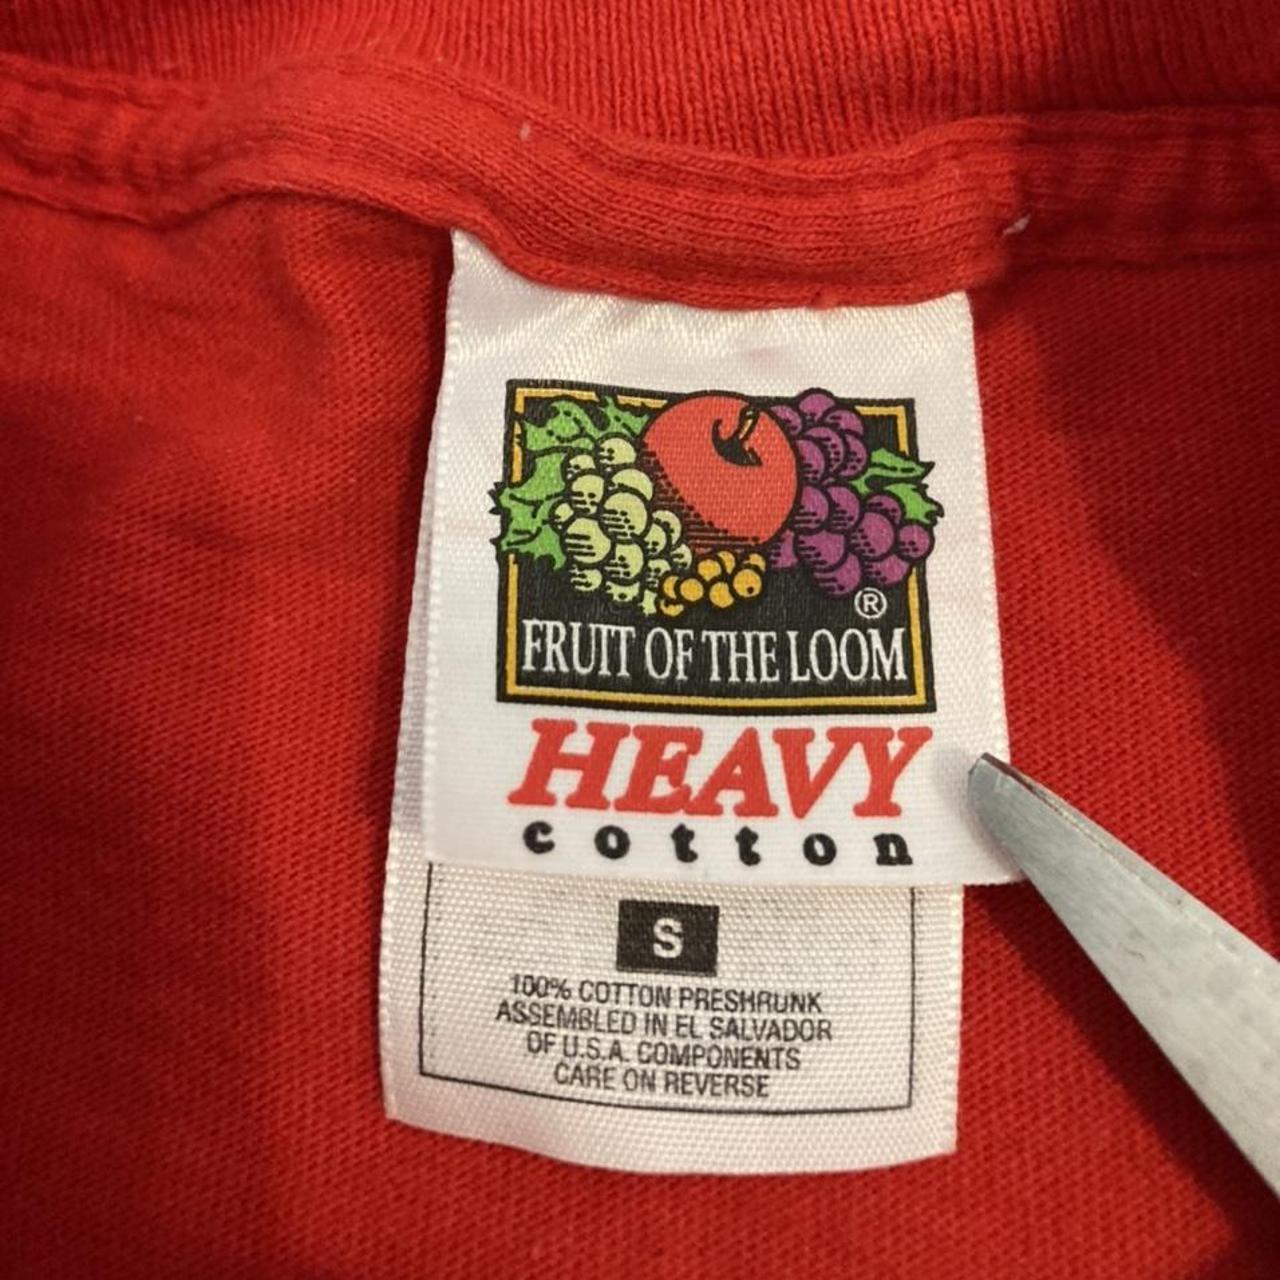 ®
FRUIT OF THE LOOM
HEAVY
cotton
S
100% COTTON PRESHRUNK
ASSEMBLED IN EL SALVADOR
OF U.S.A. COMPONENTS
CARE ON REVERSE